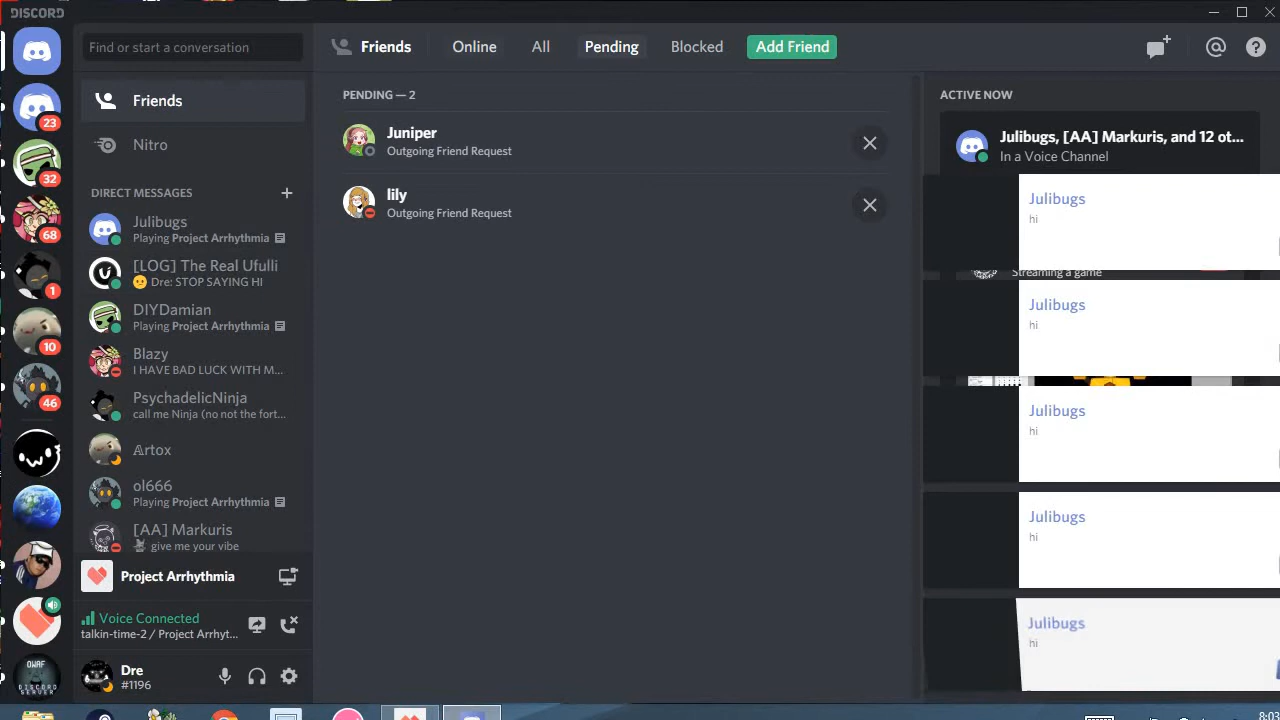 DISCORD
Find or start a conversation
Friends
Online
All
Pending
Blocked
Add Friend
23
32
68
1
10
46
Friends
Nitro
DIRECT MESSAGES
Julibugs
Playing Project Arrhythmia
[LOG] The Real Ufulli
Dre: STOP SAYING HI
DIYDamian
Playing Project Arrhythmia
Blazy
I HAVE BAD LUCK WITH M...
PsychadelicNinja
call me Ninja (no not the fort...
𝔸rtox
ol666
Playing Project Arrhythmia
[AA] Markuris
give me your vibe
Project Arrhythmia
Voice Connected
talkin-time-2 / Project Arrhyt...
Dre
#1196
OWAF
DISCORD
SERVER
PENDING — 2
Juniper
Outgoing Friend Request
lily
Outgoing Friend Request
ACTIVE NOW
Julibugs, [AA] Markuris, and 12 ot...
In a Voice Channel
Julibugs
hi
Streaming a game
Julibugs
hi
Julibugs
hi
Julibugs
hi
Julibugs
hi
8:03